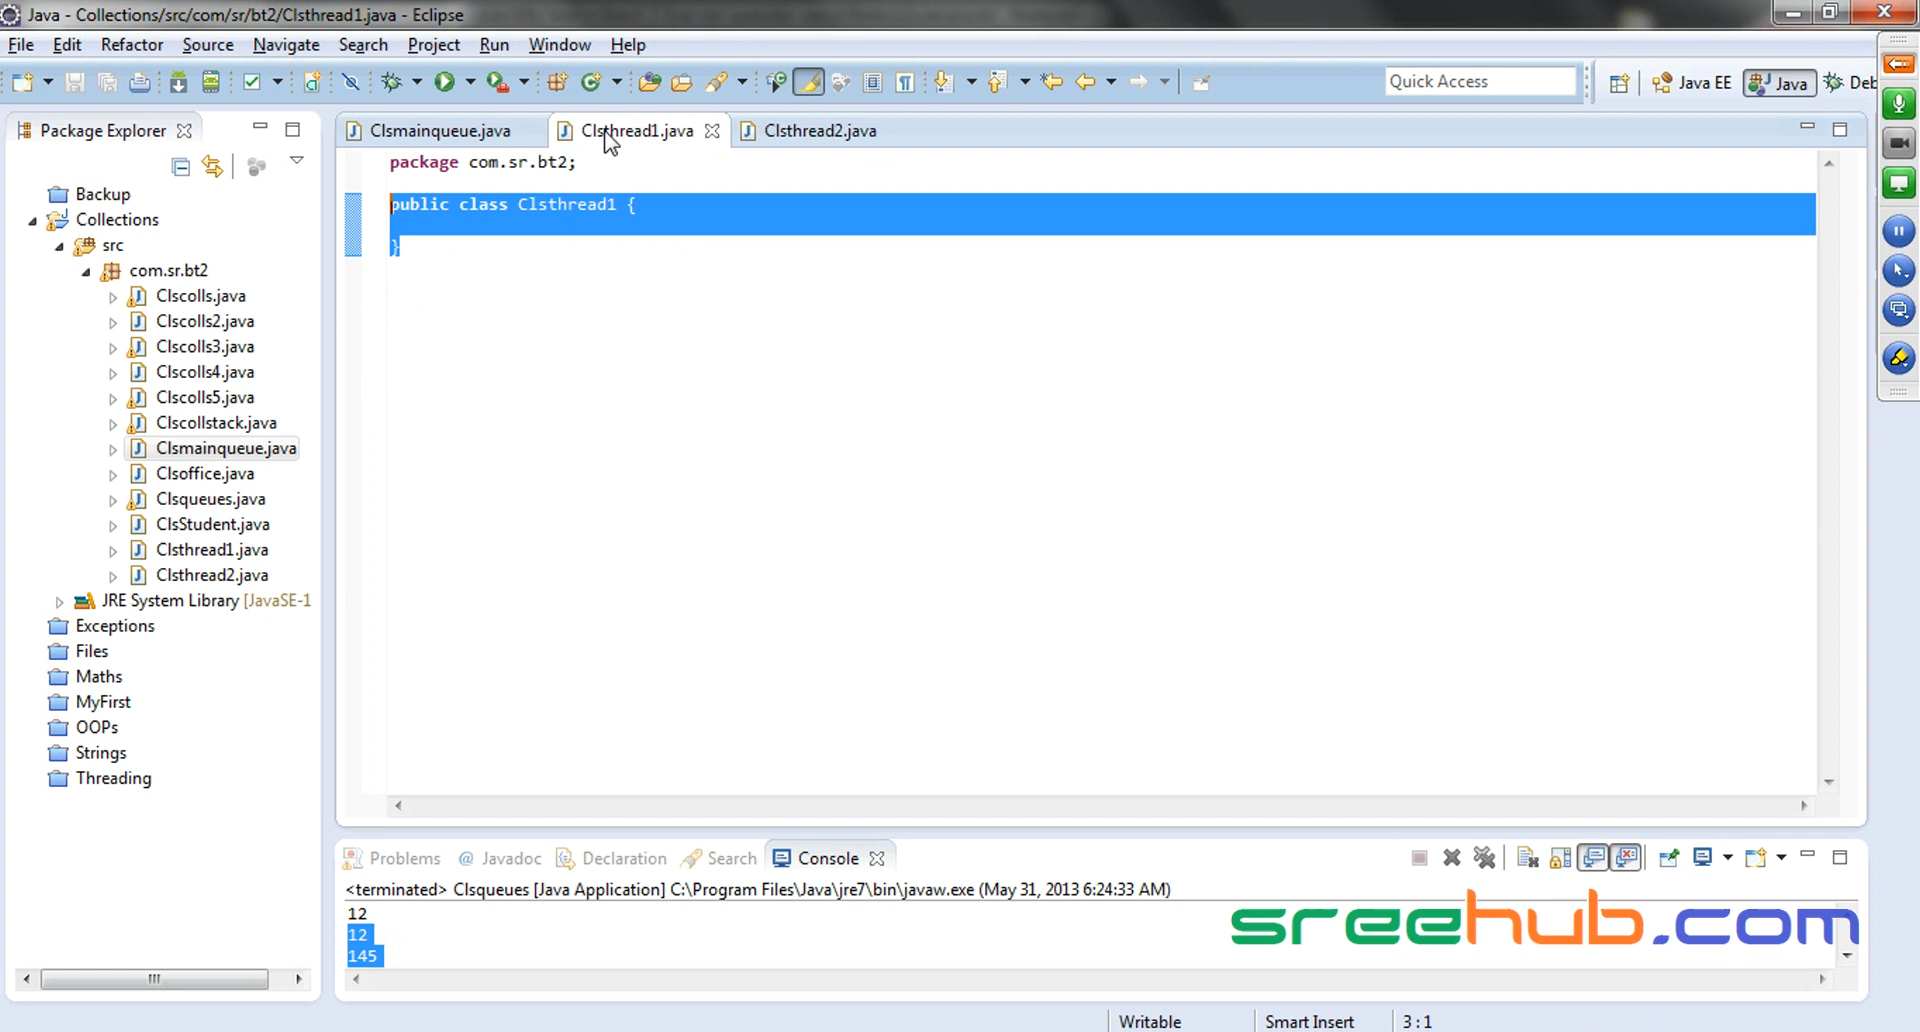 Java - Collections/src/com/sr/bt2/Clsthread1.java - Eclipse
File Edit Refactor Source Navigate Search Project Run Window Help
Quick Access Java EE Java Deb
Package Explorer
Clsmainqueue.java Clsthread1.java Clsthread2.java
package com.sr.bt2;
public class Clsthread1 {
}
Backup
Collections
src
com.sr.bt2
Clscolls.java
Clscolls2.java
Clscolls3.java
Clscolls4.java
Clscolls5.java
Clscollstack.java
Clsmainqueue.java
Clsoffice.java
Clsqueues.java
ClsStudent.java
Clsthread1.java
Clsthread2.java
JRE System Library [JavaSE-1
Exceptions
Files
Maths
MyFirst
OOPs
Strings
Threading
Problems @ Javadoc Declaration Search Console
<terminated> Clsqueues [Java Application] C:\Program Files\Java\jre7\bin\javaw.exe (May 31, 2013 6:24:33 AM)
12
12
145
sreehub.com
Writable Smart Insert 3 : 1